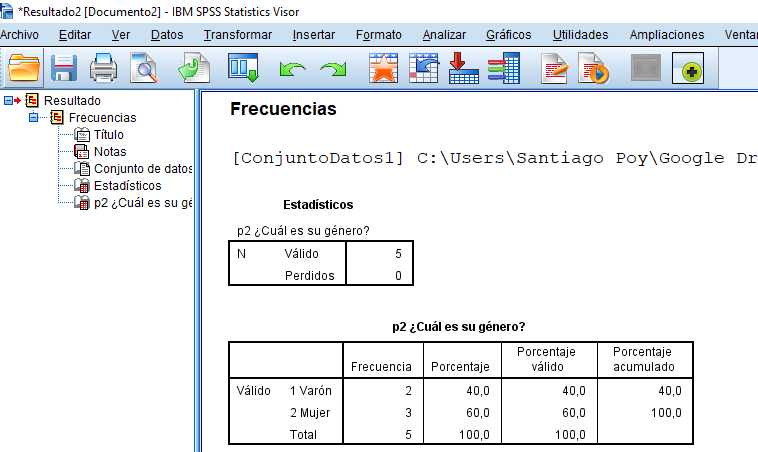 *Resultado2 [Documento2] - IBM SPSS Statistics Visor
Archivo Editar Ver Datos Transformar Insertar Formato Analizar Gráficos Utilidades Ampliaciones Ventan
Resultado
Frecuencias
Título
Notas
Conjunto de datos
Estadísticos
p2 ¿Cuál es su gé
Frecuencias
[ConjuntoDatos1] C:\Users\Santiago Poy\Google Dr
Estadísticos
p2 ¿Cuál es su género?
N Válido 5
Perdidos 0
p2 ¿Cuál es su género?
Frecuencia Porcentaje Porcentaje válido Porcentaje acumulado
Válido 1 Varón 2 40,0 40,0 40,0
2 Mujer 3 60,0 60,0 100,0
Total 5 100,0 100,0